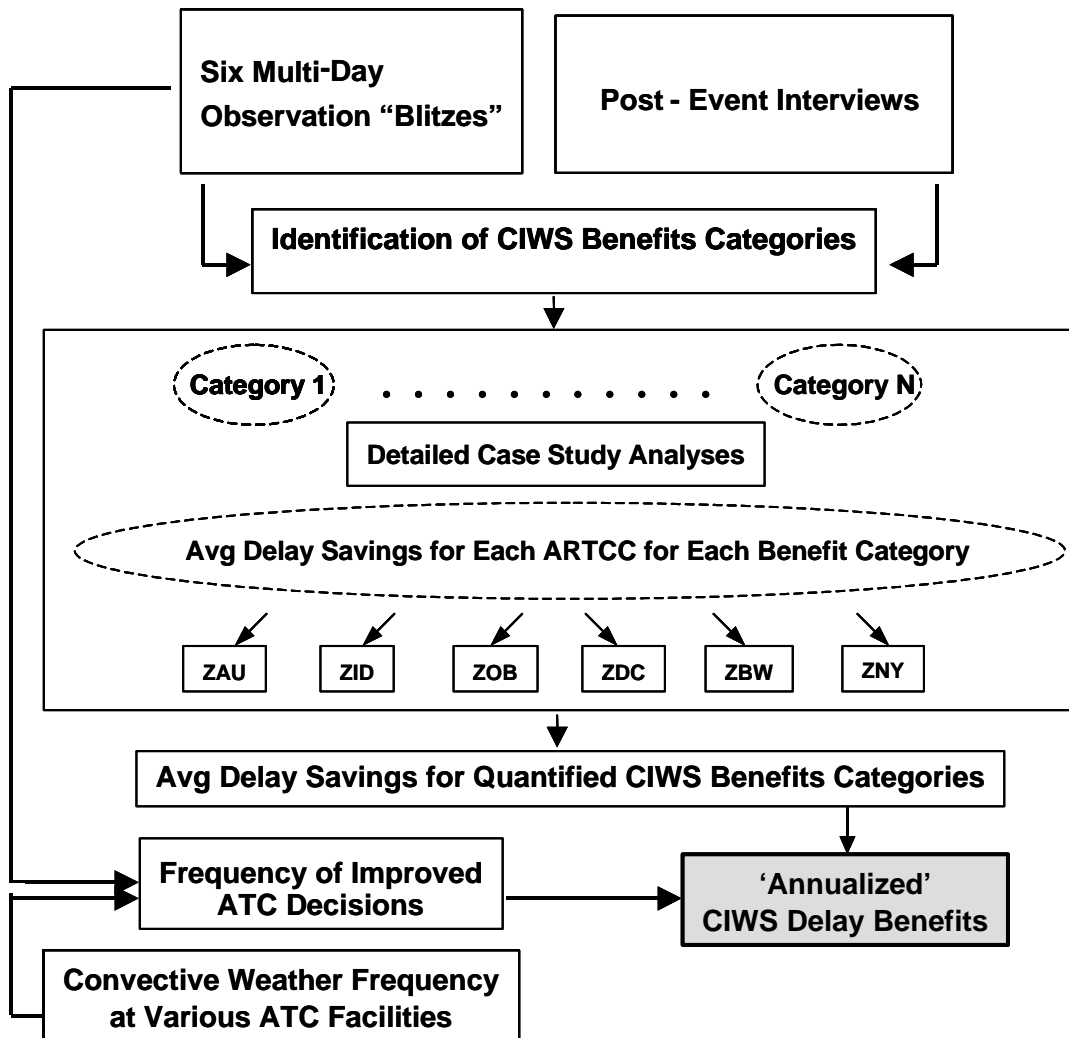 Six Multi-Day
Observation “Blitzes”
Post - Event Interviews
Identification of CIWS Benefits Categories
Category 1
. . . . . . . . . . .
Category N
Detailed Case Study Analyses
Avg Delay Savings for Each ARTCC for Each Benefit Category
ZAU
ZID
ZOB
ZDC
ZBW
ZNY
Avg Delay Savings for Quantified CIWS Benefits Categories
Frequency of Improved
ATC Decisions
‘Annualized’
CIWS Delay Benefits
Convective Weather Frequency
at Various ATC Facilities